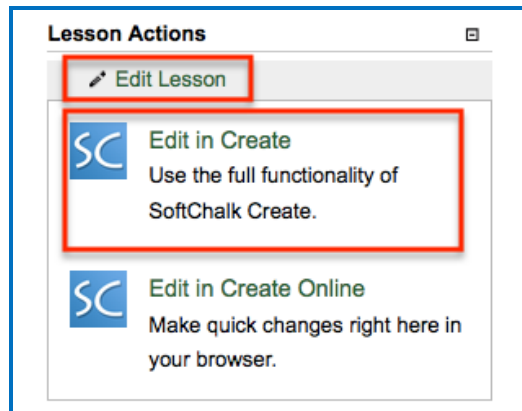 Lesson Actions
Edit Lesson
SC
Edit in Create
Use the full functionality of
SoftChalk Create.
SC
Edit in Create Online
Make quick changes right here in
your browser.